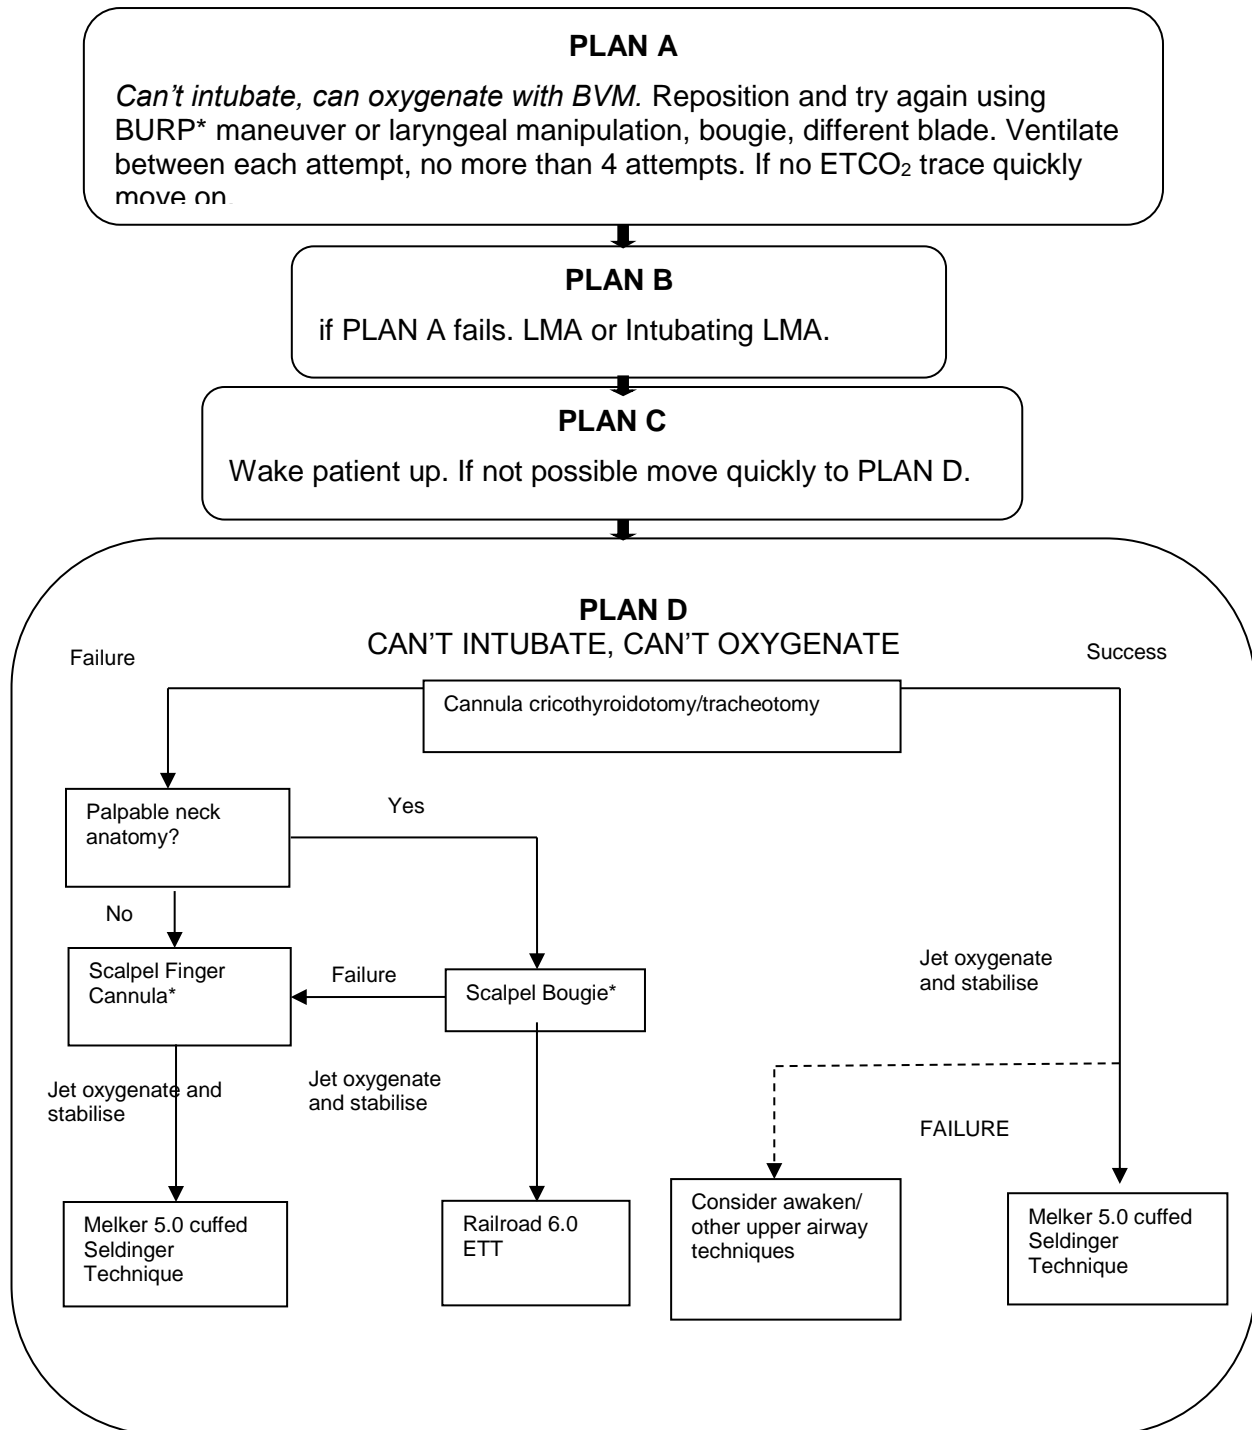 PLAN A
Can't intubate, can oxygenate with BVM. Reposition and try again using
BURP* maneuver or laryngeal manipulation, bougie, different blade. Ventilate
between each attempt, no more than 4 attempts. If no ETCO₂ trace quickly
move on.
PLAN B
if PLAN A fails. LMA or Intubating LMA.
PLAN C
Wake patient up. If not possible move quickly to PLAN D.
PLAN D
CAN'T INTUBATE, CAN'T OXYGENATE
Failure
Success
Cannula cricothyroidotomy/tracheotomy
Palpable neck
anatomy?
Yes
No
Scalpel Finger
Cannula*
Failure
Scalpel Bougie*
Jet oxygenate
and stabilise
Jet oxygenate and
stabilise
Jet oxygenate
and stabilise
FAILURE
Melker 5.0 cuffed
Seldinger
Technique
Railroad 6.0
ETT
Consider awaken/
other upper airway
techniques
Melker 5.0 cuffed
Seldinger
Technique